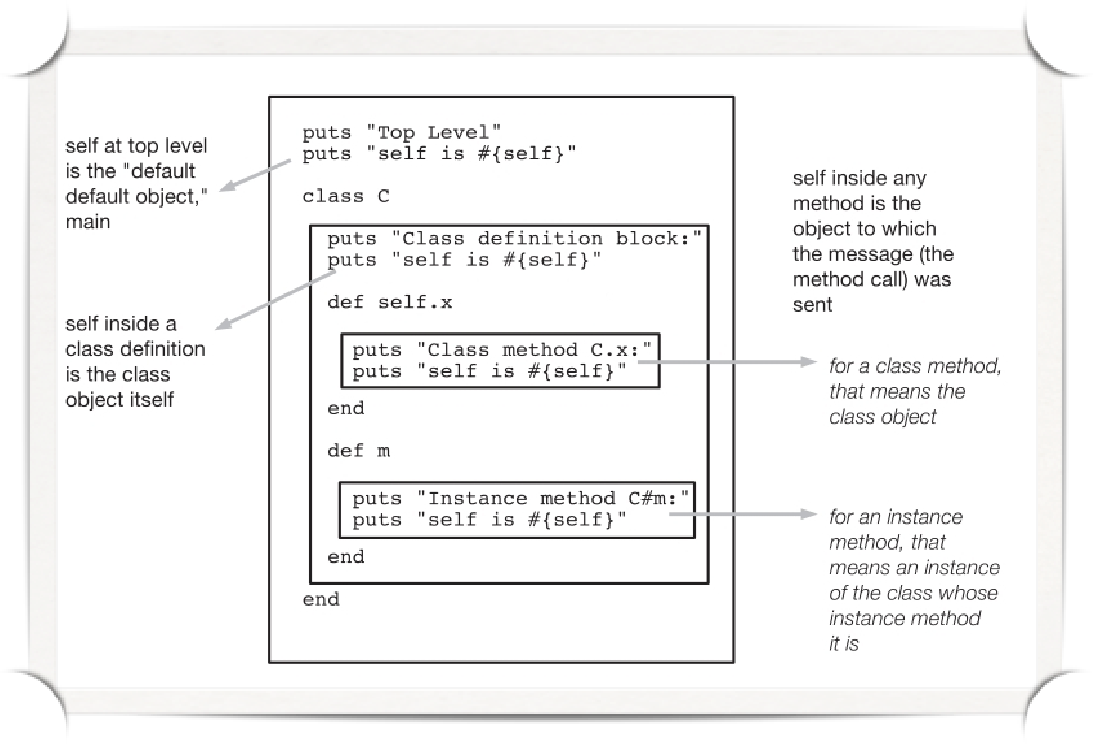 self at top level
is the "default
default object,"
main
self inside a
class definition
is the class
object itself
puts "Top Level"
puts "self is #{self}"
class C
puts "Class definition block:"
puts "self is #{self}"
def self.x
puts "Class method C.x:"
puts "self is #{self}"
end
def m
puts "Instance method C#m:"
puts "self is #{self}"
end
end
self inside any
method is the
object to which
the message (the
method call) was
sent
for a class method,
that means the
class object
for an instance
method, that
means an instance
of the class whose
instance method
it is